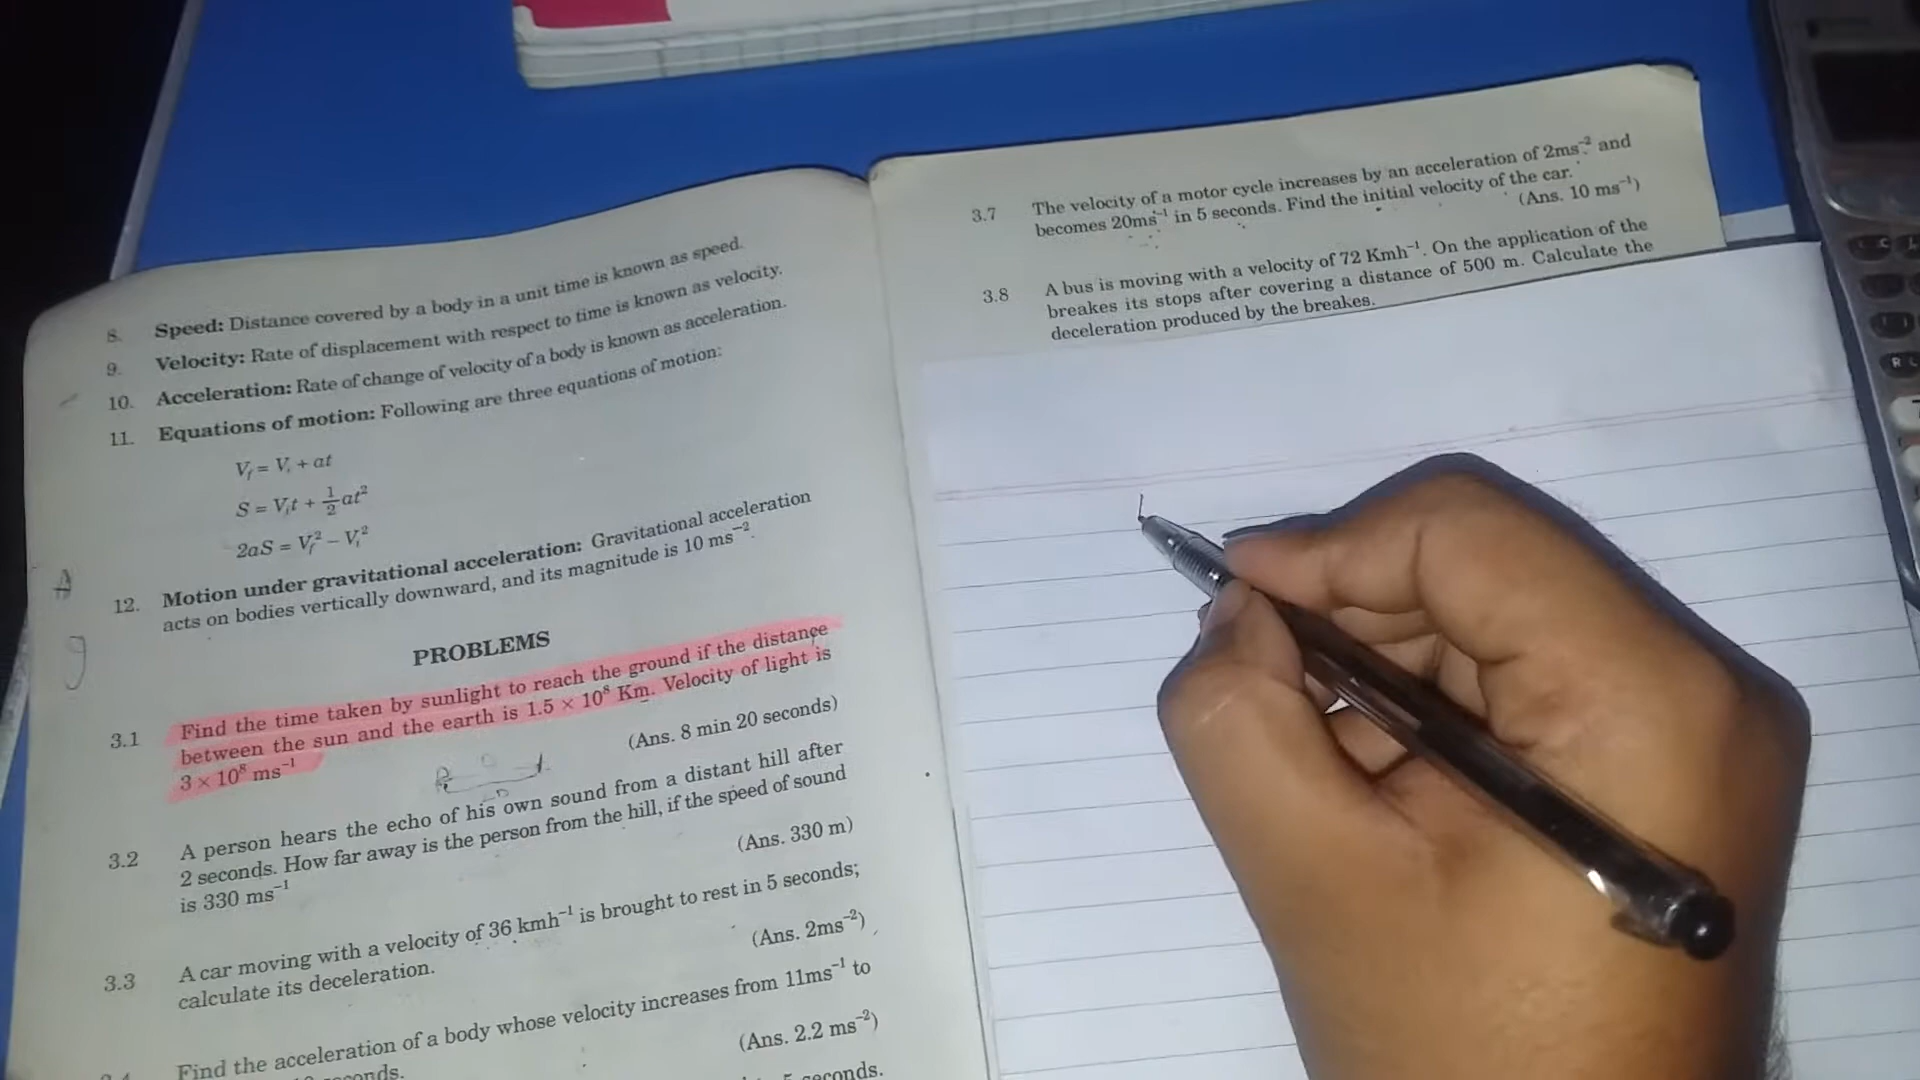 8. Speed: Distance covered by a body in a unit time is known as speed.
9. Velocity: Rate of displacement with respect to time is known as velocity.
10. Acceleration: Rate of change of velocity of a body is known as acceleration.
11. Equations of motion: Following are three equations of motion:
V_f = V_i + at
S = V_i t + 1/2 at²
2aS = V_f² – V_i²
12. Motion under gravitational acceleration: Gravitational acceleration
acts on bodies vertically downward, and its magnitude is 10 ms⁻².
PROBLEMS
3.1 Find the time taken by sunlight to reach the ground if the distance
between the sun and the earth is 1.5 × 10⁸ Km. Velocity of light is
3 × 10⁸ ms⁻¹
(Ans. 8 min 20 seconds)
3.2 A person hears the echo of his own sound from a distant hill after
2 seconds. How far away is the person from the hill, if the speed of sound
is 330 ms⁻¹
(Ans. 330 m)
3.3 A car moving with a velocity of 36 kmh⁻¹ is brought to rest in 5 seconds;
calculate its deceleration.
(Ans. 2ms⁻²)
Find the acceleration of a body whose velocity increases from 11ms⁻¹ to
(Ans. 2.2 ms⁻²)
5 seconds.
3.7 The velocity of a motor cycle increases by an acceleration of 2ms⁻² and
becomes 20ms⁻¹ in 5 seconds. Find the initial velocity of the car.
(Ans. 10 ms⁻¹)
3.8 A bus is moving with a velocity of 72 Kmh⁻¹. On the application of the
breakes its stops after covering a distance of 500 m. Calculate the
deceleration produced by the breakes.